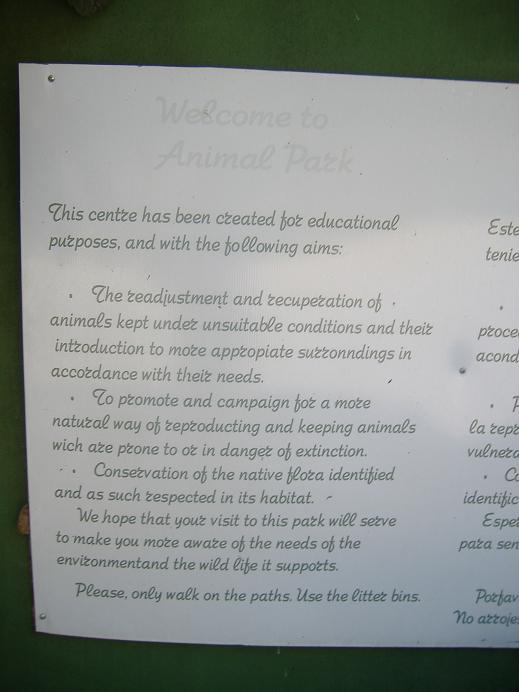 Welcome to
Animal Park
This centre has been created for educational
purposes, and with the following aims:
· The readjustment and recuperation of
animals kept under unsuitable conditions and their
introduction to more appropiate surronndings in
accordance with their needs.
· To promote and campaign for a more
natural way of reproducting and keeping animals
wich are prone to or in danger of extinction.
· Conservation of the native flora identified
and as such respected in its habitat.
We hope that your visit to this park will serve
to make you more aware of the needs of the
environmentand the wild life it supports.
Please, only walk on the paths. Use the litter bins.
Este
tenie
·
proce
acond
· P
la repr
vulnera
· Co
identific
Esper
para sen
Porfav
No arroje